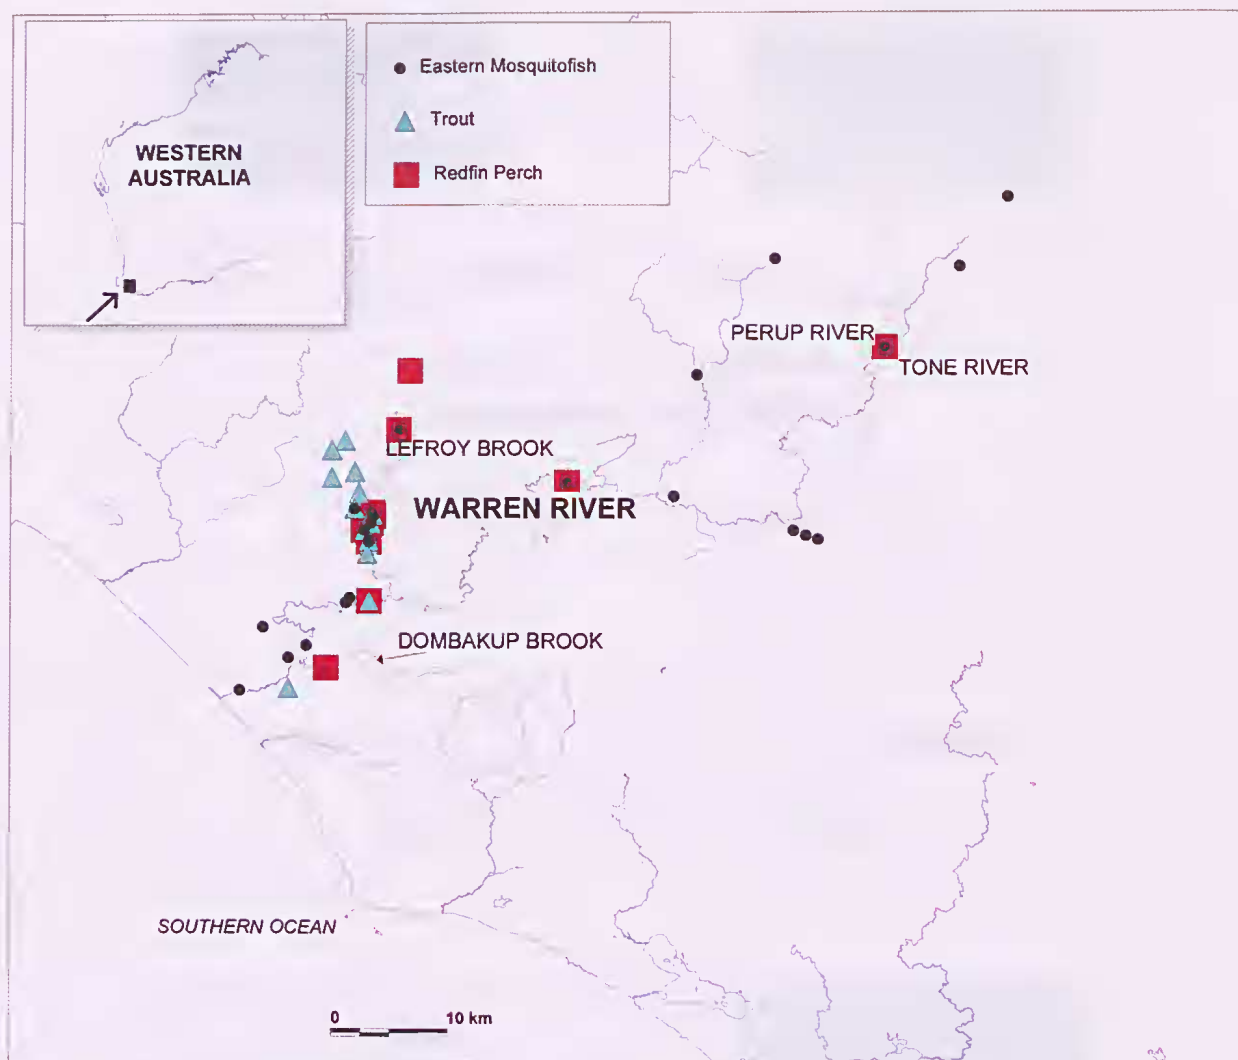 WESTERN
AUSTRALIA
Eastern Mosquitofish
Trout
Redfin Perch
PERUP RIVER
TONE RIVER
LEFROY BROOK
WARREN RIVER
DOMBAKUP BROOK
SOUTHERN OCEAN
0 10 km